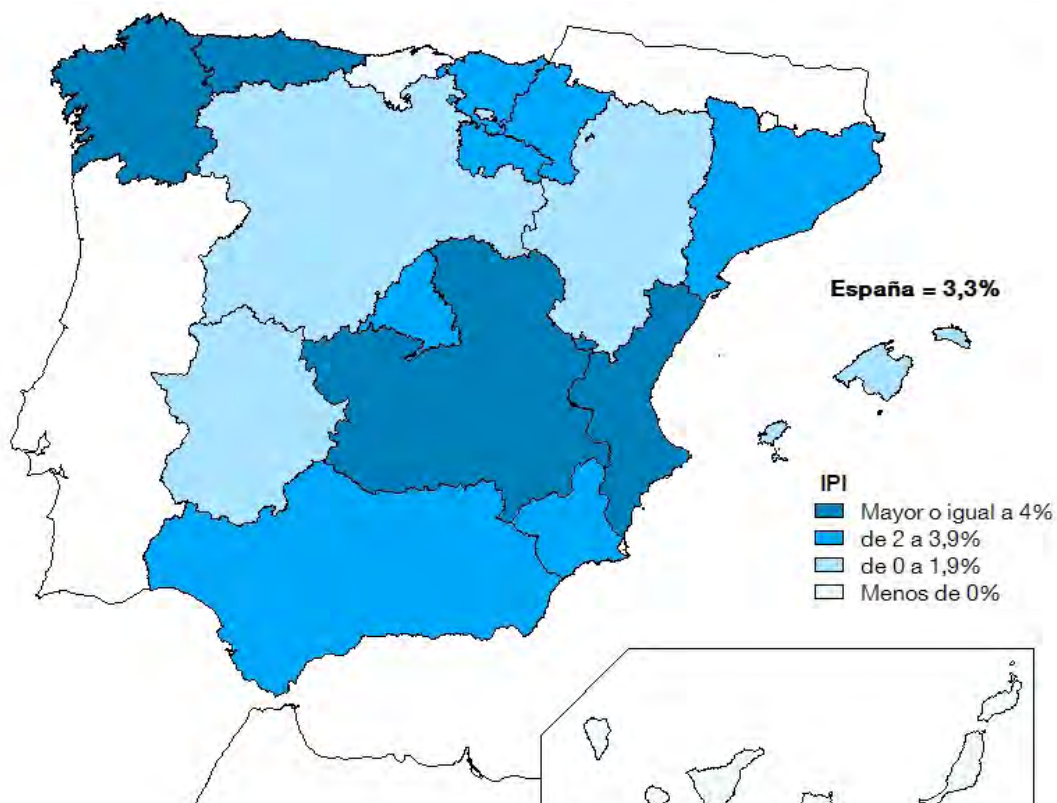 España = 3,3%
IPI
Mayor o igual a 4%
de 2 a 3,9%
de 0 a 1,9%
Menos de 0%